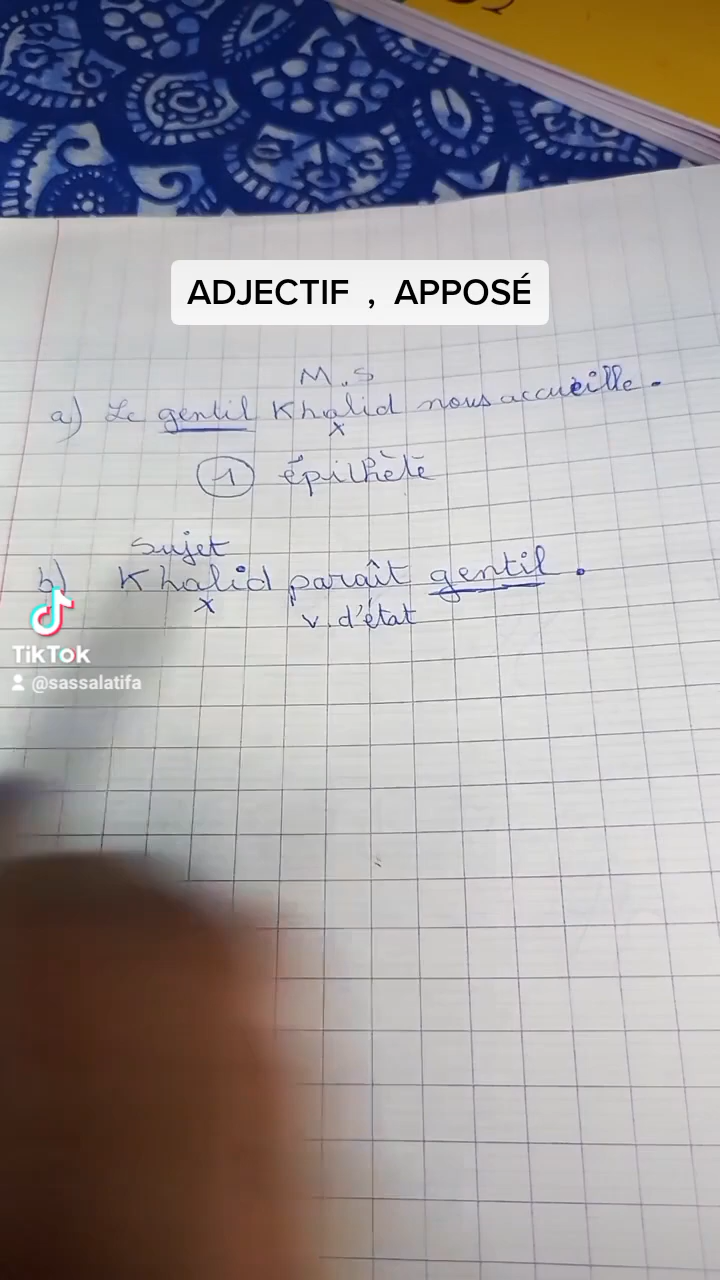 ADJECTIF , APPOSÉ
M.S
a) Le gentil Khalid nous accueille.
x
1 épithète
Sujet
b) Khalid paraît gentil.
x v. d'état
TikTok
@sassalatifa